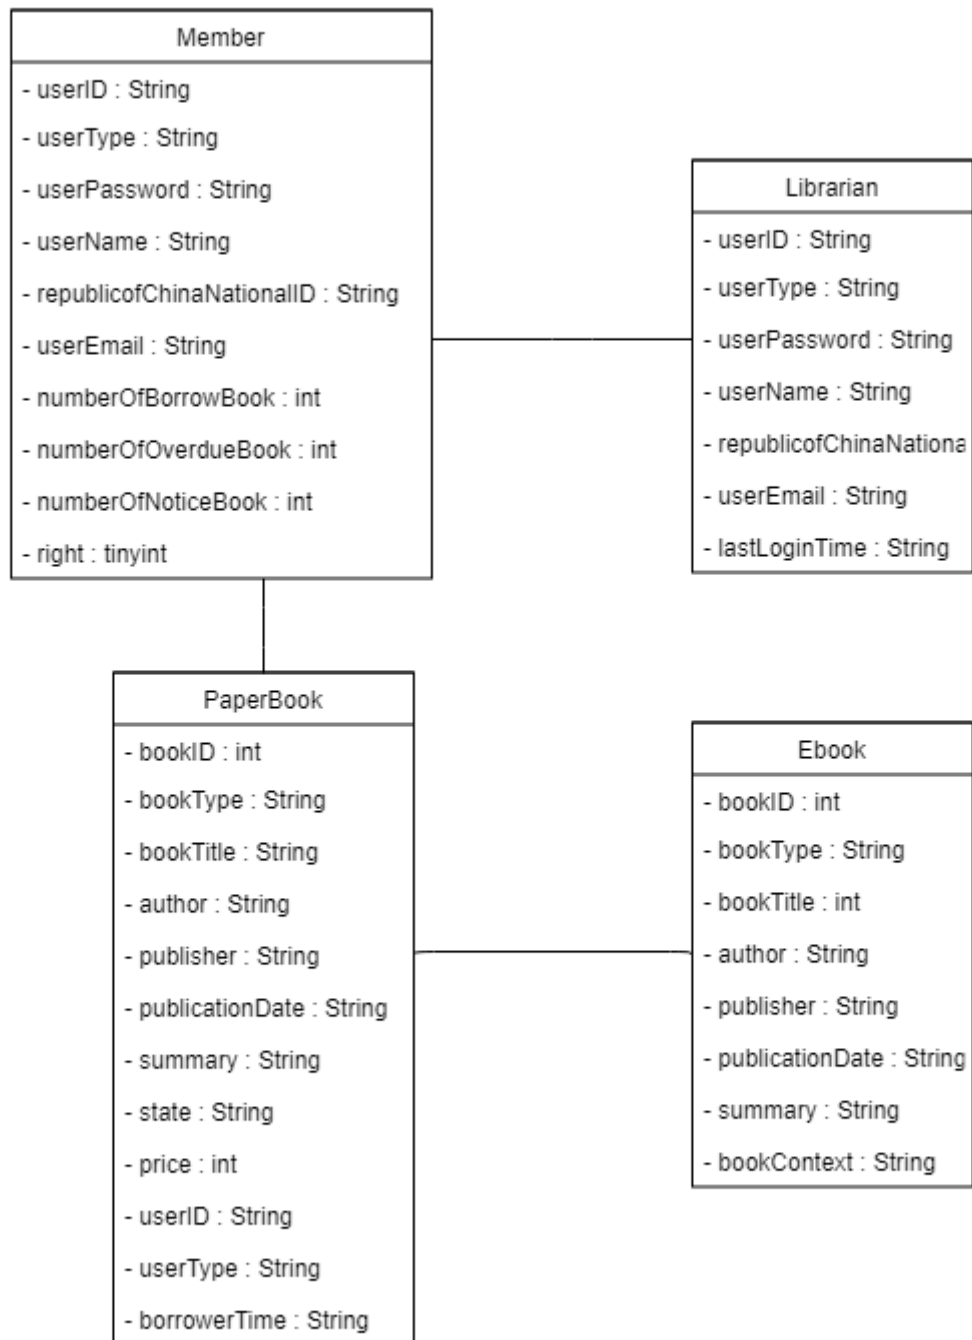 Member
- userID : String
- userType : String
- userPassword : String
- userName : String
- republicofChinaNationalID : String
- userEmail : String
- numberOfBorrowBook : int
- numberOfOverdueBook : int
- numberOfNoticeBook : int
- right : tinyint
Librarian
- userID : String
- userType : String
- userPassword : String
- userName : String
- republicofChinaNationa
- userEmail : String
- lastLoginTime : String
PaperBook
- bookID : int
- bookType : String
- bookTitle : String
- author : String
- publisher : String
- publicationDate : String
- summary : String
- state : String
- price : int
- userID : String
- userType : String
- borrowerTime : String
Ebook
- bookID : int
- bookType : String
- bookTitle : int
- author : String
- publisher : String
- publicationDate : String
- summary : String
- bookContext : String